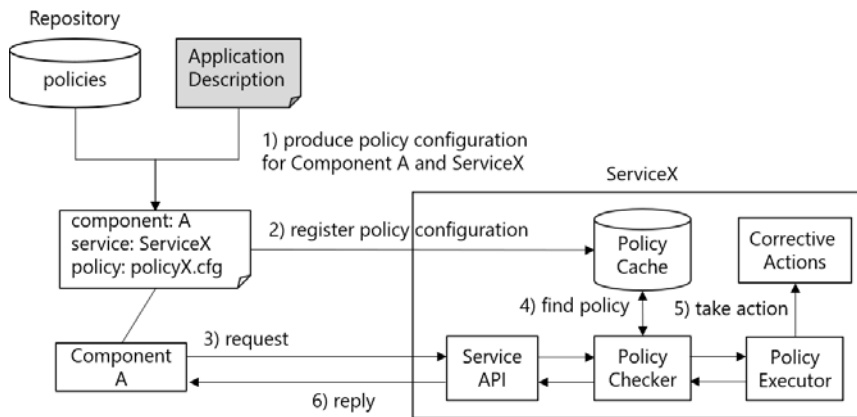 Repository
policies
Application
Description
1) produce policy configuration
for Component A and ServiceX
ServiceX
component: A
service: ServiceX
policy: policyX.cfg
2) register policy configuration
Policy
Cache
Corrective
Actions
4) find policy
5) take action
3) request
Component
A
Service
API
Policy
Checker
Policy
Executor
6) reply